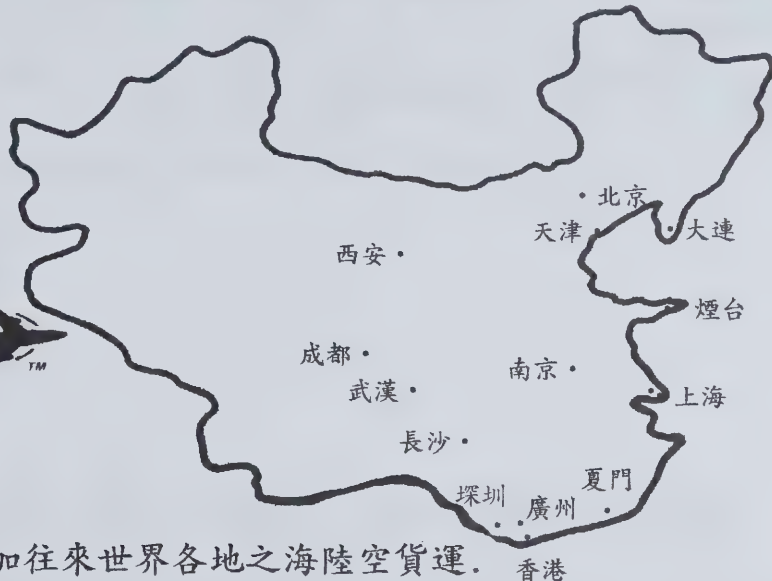 北京
天津
大連
西安
煙台
成都
南京
武漢
上海
長沙
夏門
深圳
廣州
加往來世界各地之海陸空貨運.
香港
TM